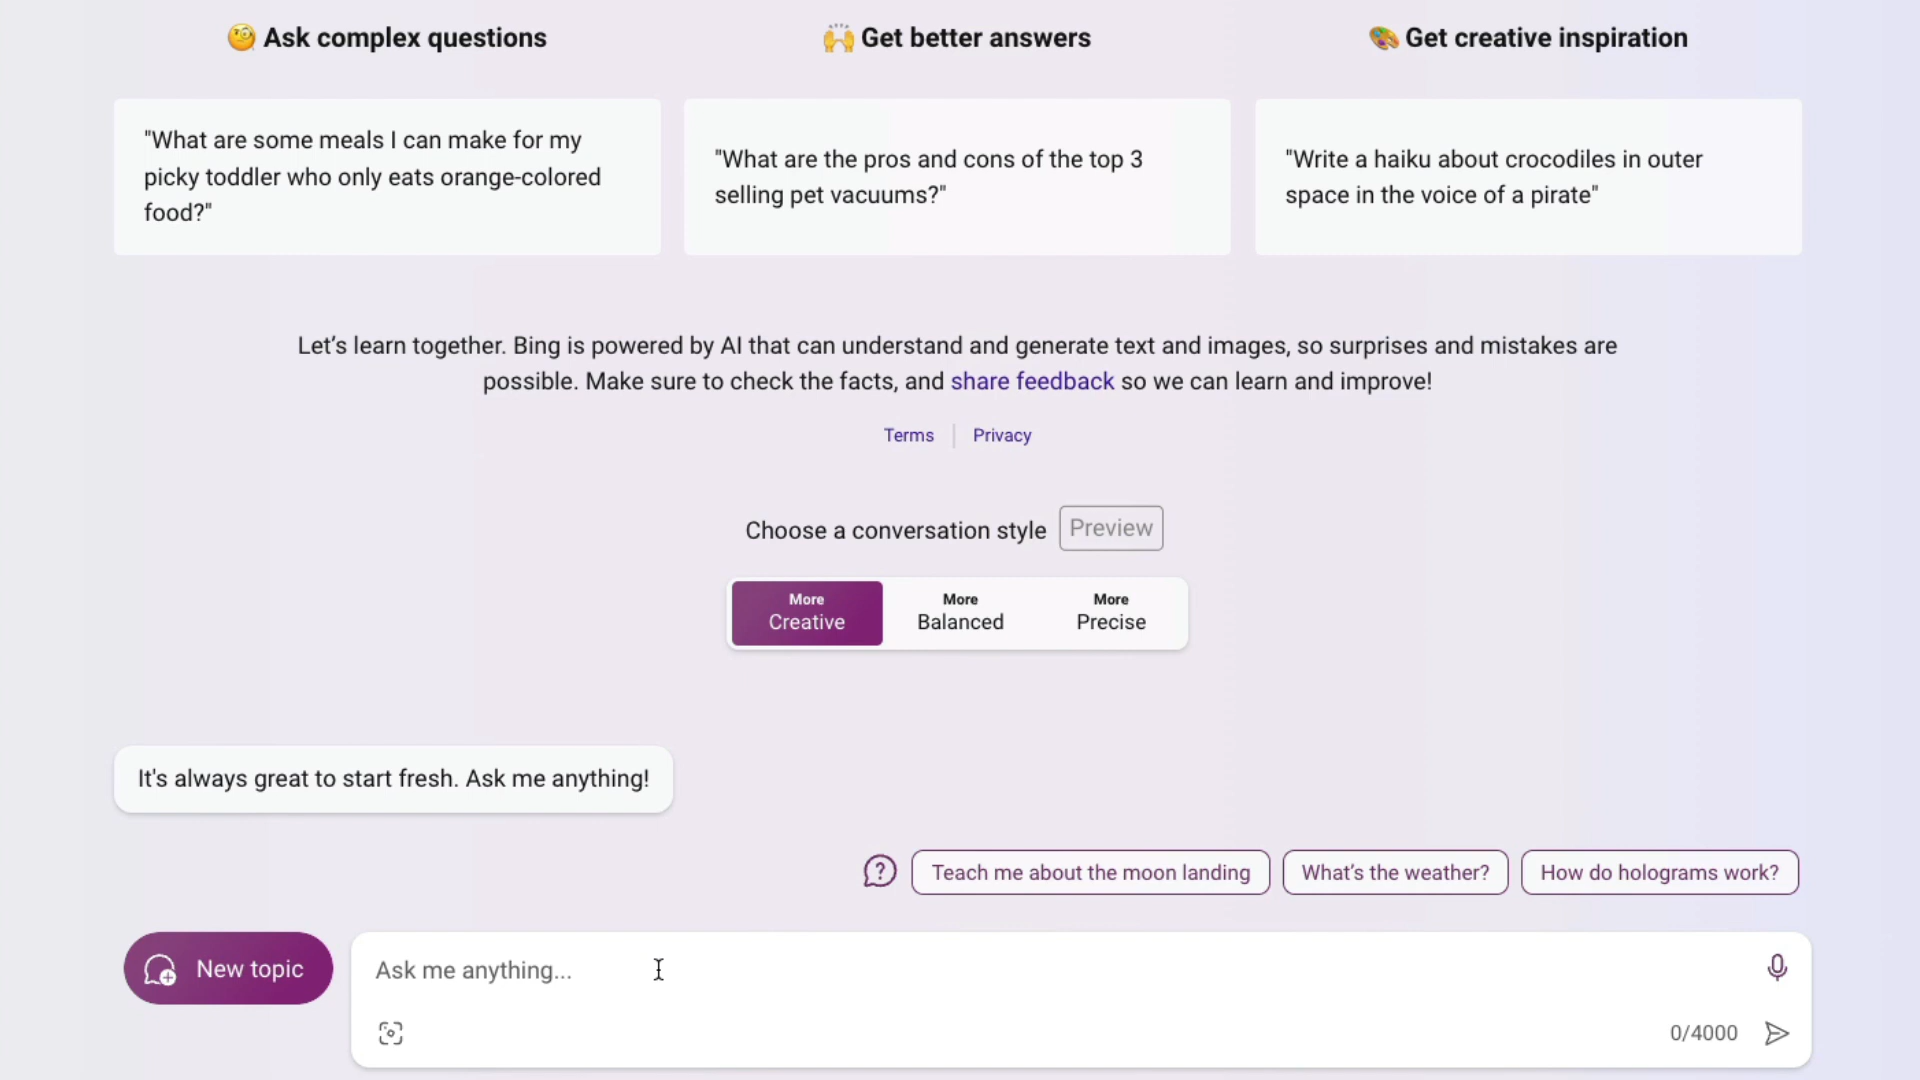 🧐 Ask complex questions
🙌 Get better answers
🎨 Get creative inspiration
"What are some meals I can make for my
picky toddler who only eats orange-colored
food?"
"What are the pros and cons of the top 3
selling pet vacuums?"
"Write a haiku about crocodiles in outer
space in the voice of a pirate"
Let’s learn together. Bing is powered by AI that can understand and generate text and images, so surprises and mistakes are
possible. Make sure to check the facts, and share feedback so we can learn and improve!
Terms
Privacy
Choose a conversation style Preview
More
Creative
More
Balanced
More
Precise
It's always great to start fresh. Ask me anything!
Teach me about the moon landing
What’s the weather?
How do holograms work?
New topic
Ask me anything...
0/4000